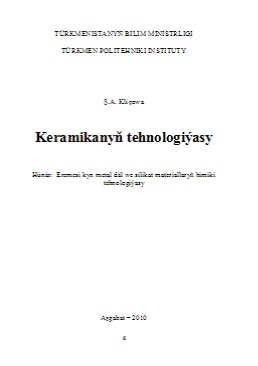 TÜRKMENISTANYŇ BILIM MINISTRLIGI
TÜRKMEN POLITEHNIKI INSTITUTY
Ş.A. Kliçowa
Keramikanyň tehnologiýasy
Hünär: Eremesi kyn metal däl we silikat materiallaryň himiki
tehnologiýasy
Aşgabat – 2010
6